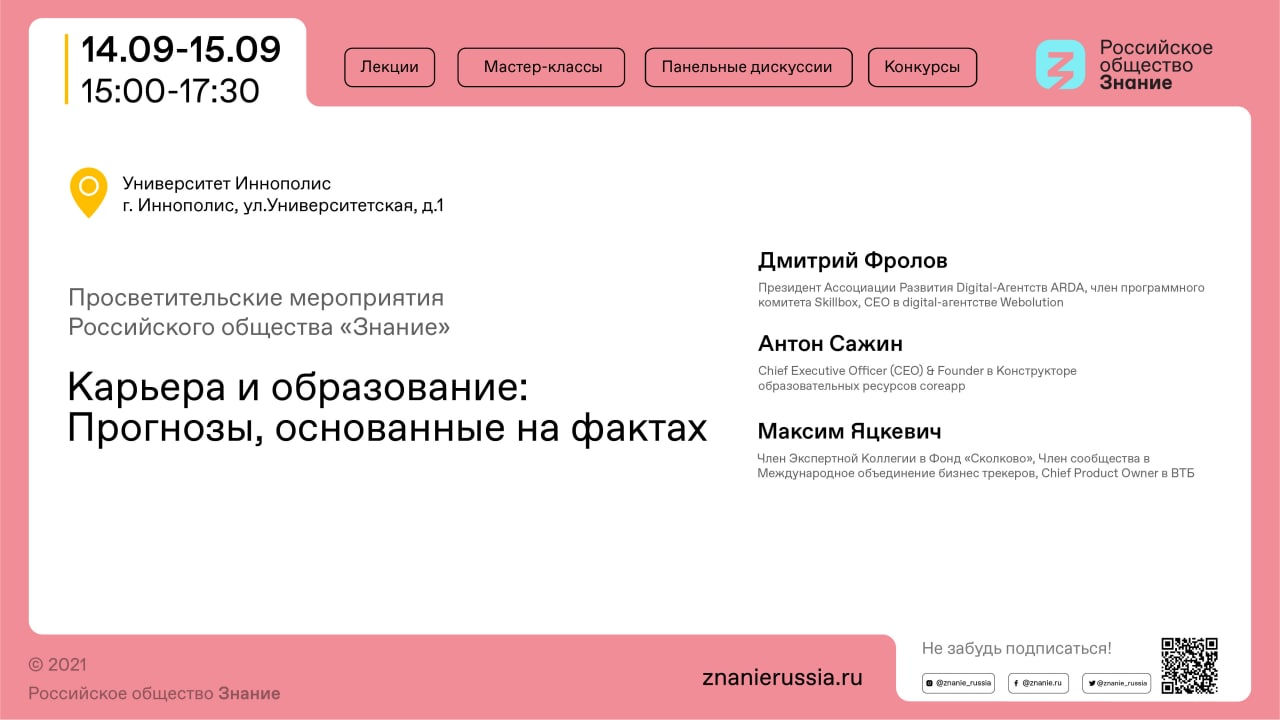 14.09-15.09
15:00-17:30
Лекции
Мастер-классы
Панельные дискуссии
Конкурсы
Российское
общество
Знание
Университет Иннополис
г. Иннополис, ул.Университетская, д.1
Просветительские мероприятия
Российского общества «Знание»
Карьера и образование:
Прогнозы, основанные на фактах
Дмитрий Фролов
Президент Ассоциации Развития Digital-Агентств ARDA, член программного
комитета Skillbox, CEO в digital-агентстве Webolution
Антон Сажин
Chief Executive Officer (CEO) & Founder в Конструкторе
образовательных ресурсов coreapp
Максим Яцкевич
Член Экспертной Коллегии в Фонд «Сколково», Член сообщества в
Международное объединение бизнес трекеров, Chief Product Owner в ВТБ
© 2021
Российское общество Знание
znanierussia.ru
Не забудь подписаться!
@znanie_russia
@znanie.ru
@znanie_russia